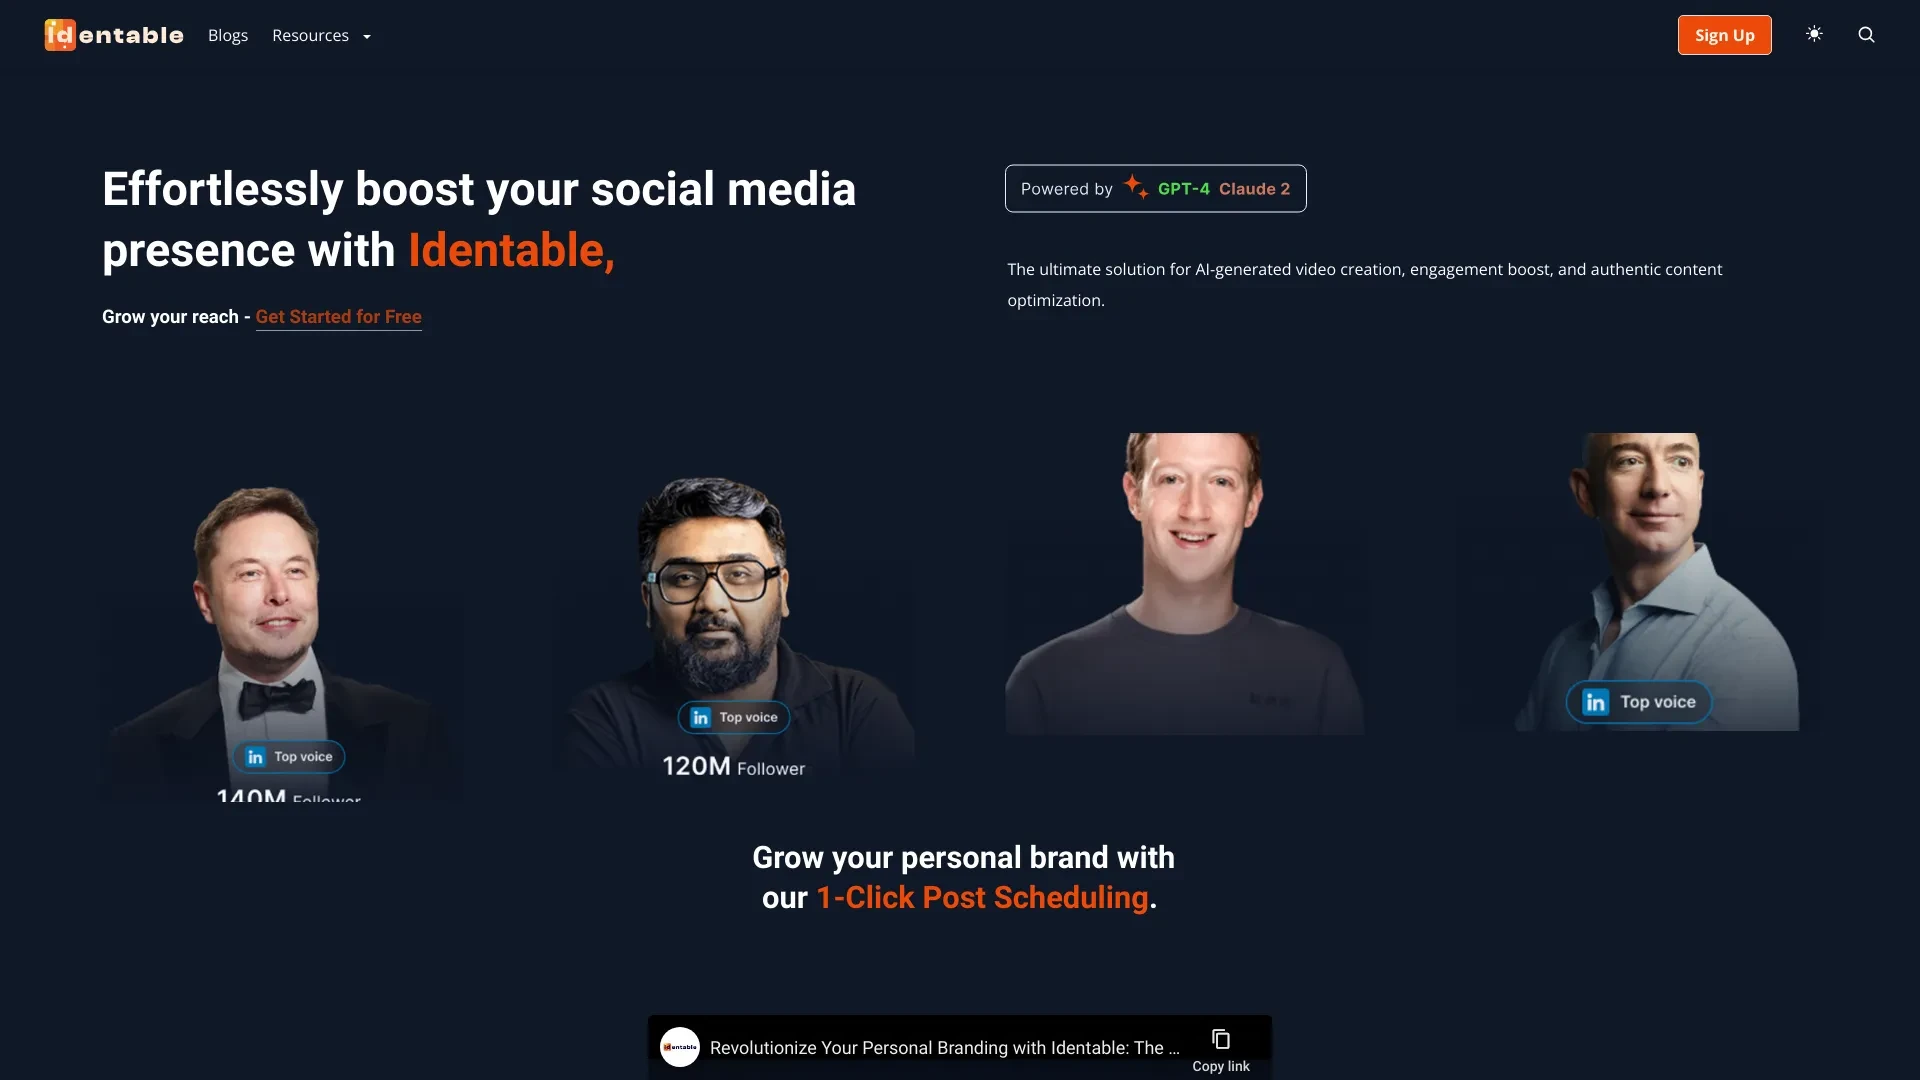 identable
Blogs
Resources
Sign Up
Effortlessly boost your social media
presence with Identable,
Grow your reach - Get Started for Free
Powered by GPT-4 Claude 2
The ultimate solution for AI-generated video creation, engagement boost, and authentic content
optimization.
in Top voice
140M Follower
in Top voice
120M Follower
in Top voice
Grow your personal brand with
our 1-Click Post Scheduling.
identable
Revolutionize Your Personal Branding with Identable: The ...
Copy link